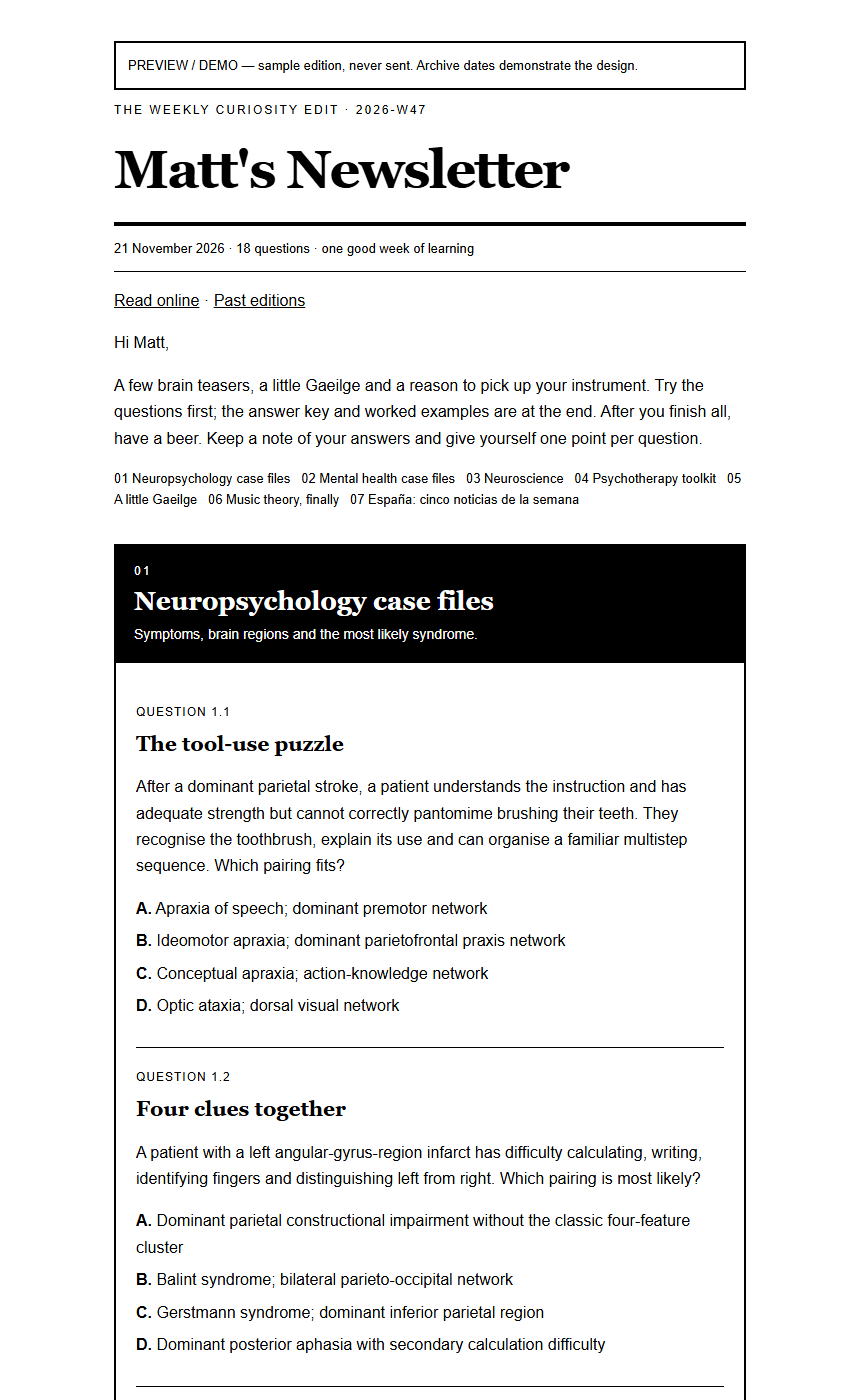 PREVIEW / DEMO — sample edition, never sent. Archive dates demonstrate the design.
THE WEEKLY CURIOSITY EDIT · 2026-W47
Matt's Newsletter
21 November 2026 · 18 questions · one good week of learning
Read online · Past editions
Hi Matt,
A few brain teasers, a little Gaeilge and a reason to pick up your instrument. Try the
questions first; the answer key and worked examples are at the end. After you finish all,
have a beer. Keep a note of your answers and give yourself one point per question.
01 Neuropsychology case files 02 Mental health case files 03 Neuroscience 04 Psychotherapy toolkit 05
A little Gaeilge 06 Music theory, finally 07 España: cinco noticias de la semana
01
Neuropsychology case files
Symptoms, brain regions and the most likely syndrome.
QUESTION 1.1
The tool-use puzzle
After a dominant parietal stroke, a patient understands the instruction and has
adequate strength but cannot correctly pantomime brushing their teeth. They
recognise the toothbrush, explain its use and can organise a familiar multistep
sequence. Which pairing fits?
A. Apraxia of speech; dominant premotor network
B. Ideomotor apraxia; dominant parietofrontal praxis network
C. Conceptual apraxia; action-knowledge network
D. Optic ataxia; dorsal visual network
QUESTION 1.2
Four clues together
A patient with a left angular-gyrus-region infarct has difficulty calculating, writing,
identifying fingers and distinguishing left from right. Which pairing is most likely?
A. Dominant parietal constructional impairment without the classic four-feature
cluster
B. Balint syndrome; bilateral parieto-occipital network
C. Gerstmann syndrome; dominant inferior parietal region
D. Dominant posterior aphasia with secondary calculation difficulty